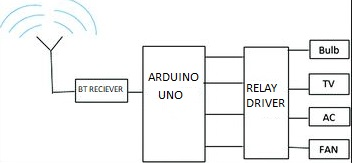 BT RECIEVER
ARDUINO
UNO
RELAY
DRIVER
Bulb
TV
AC
FAN